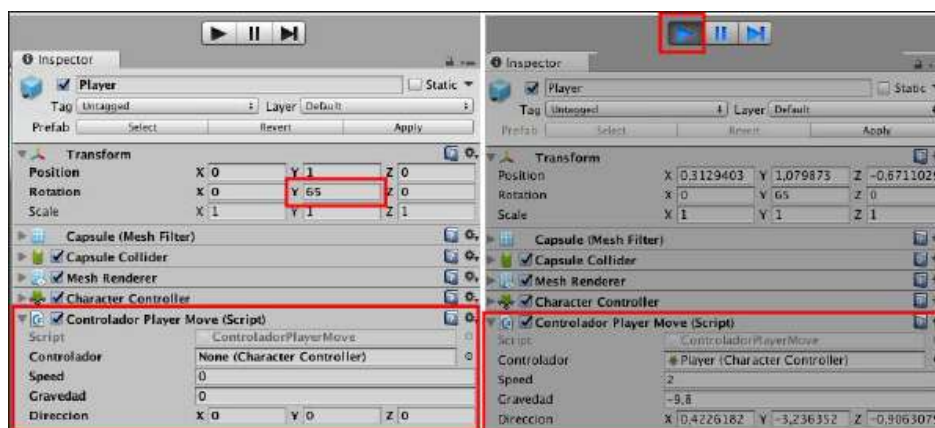 Inspector
Player Static
Tag Untagged Layer Default
Prefab Select Revert Apply
Transform
Position X 0 Y 1 Z 0
Rotation X 0 Y 65 Z 0
Scale X 1 Y 1 Z 1
Capsule (Mesh Filter)
Capsule Collider
Mesh Renderer
Character Controller
Controlador Player Move (Script)
Script ControladorPlayerMove
Controlador None (Character Controller)
Speed 0
Gravedad 0
Direccion X 0 Y 0 Z 0
Inspector
Player Static
Tag Untagged Layer Default
Prefab Select Revert Apply
Transform
Position X 0,3129403 Y 1,079873 Z -0,6711029
Rotation X 0 Y 65 Z 0
Scale X 1 Y 1 Z 1
Capsule (Mesh Filter)
Capsule Collider
Mesh Renderer
Character Controller
Controlador Player Move (Script)
Script ControladorPlayerMove
Controlador Player (Character Controller)
Speed 2
Gravedad -9,8
Direccion X 0,4226182 Y -3,236352 Z -0,9063079